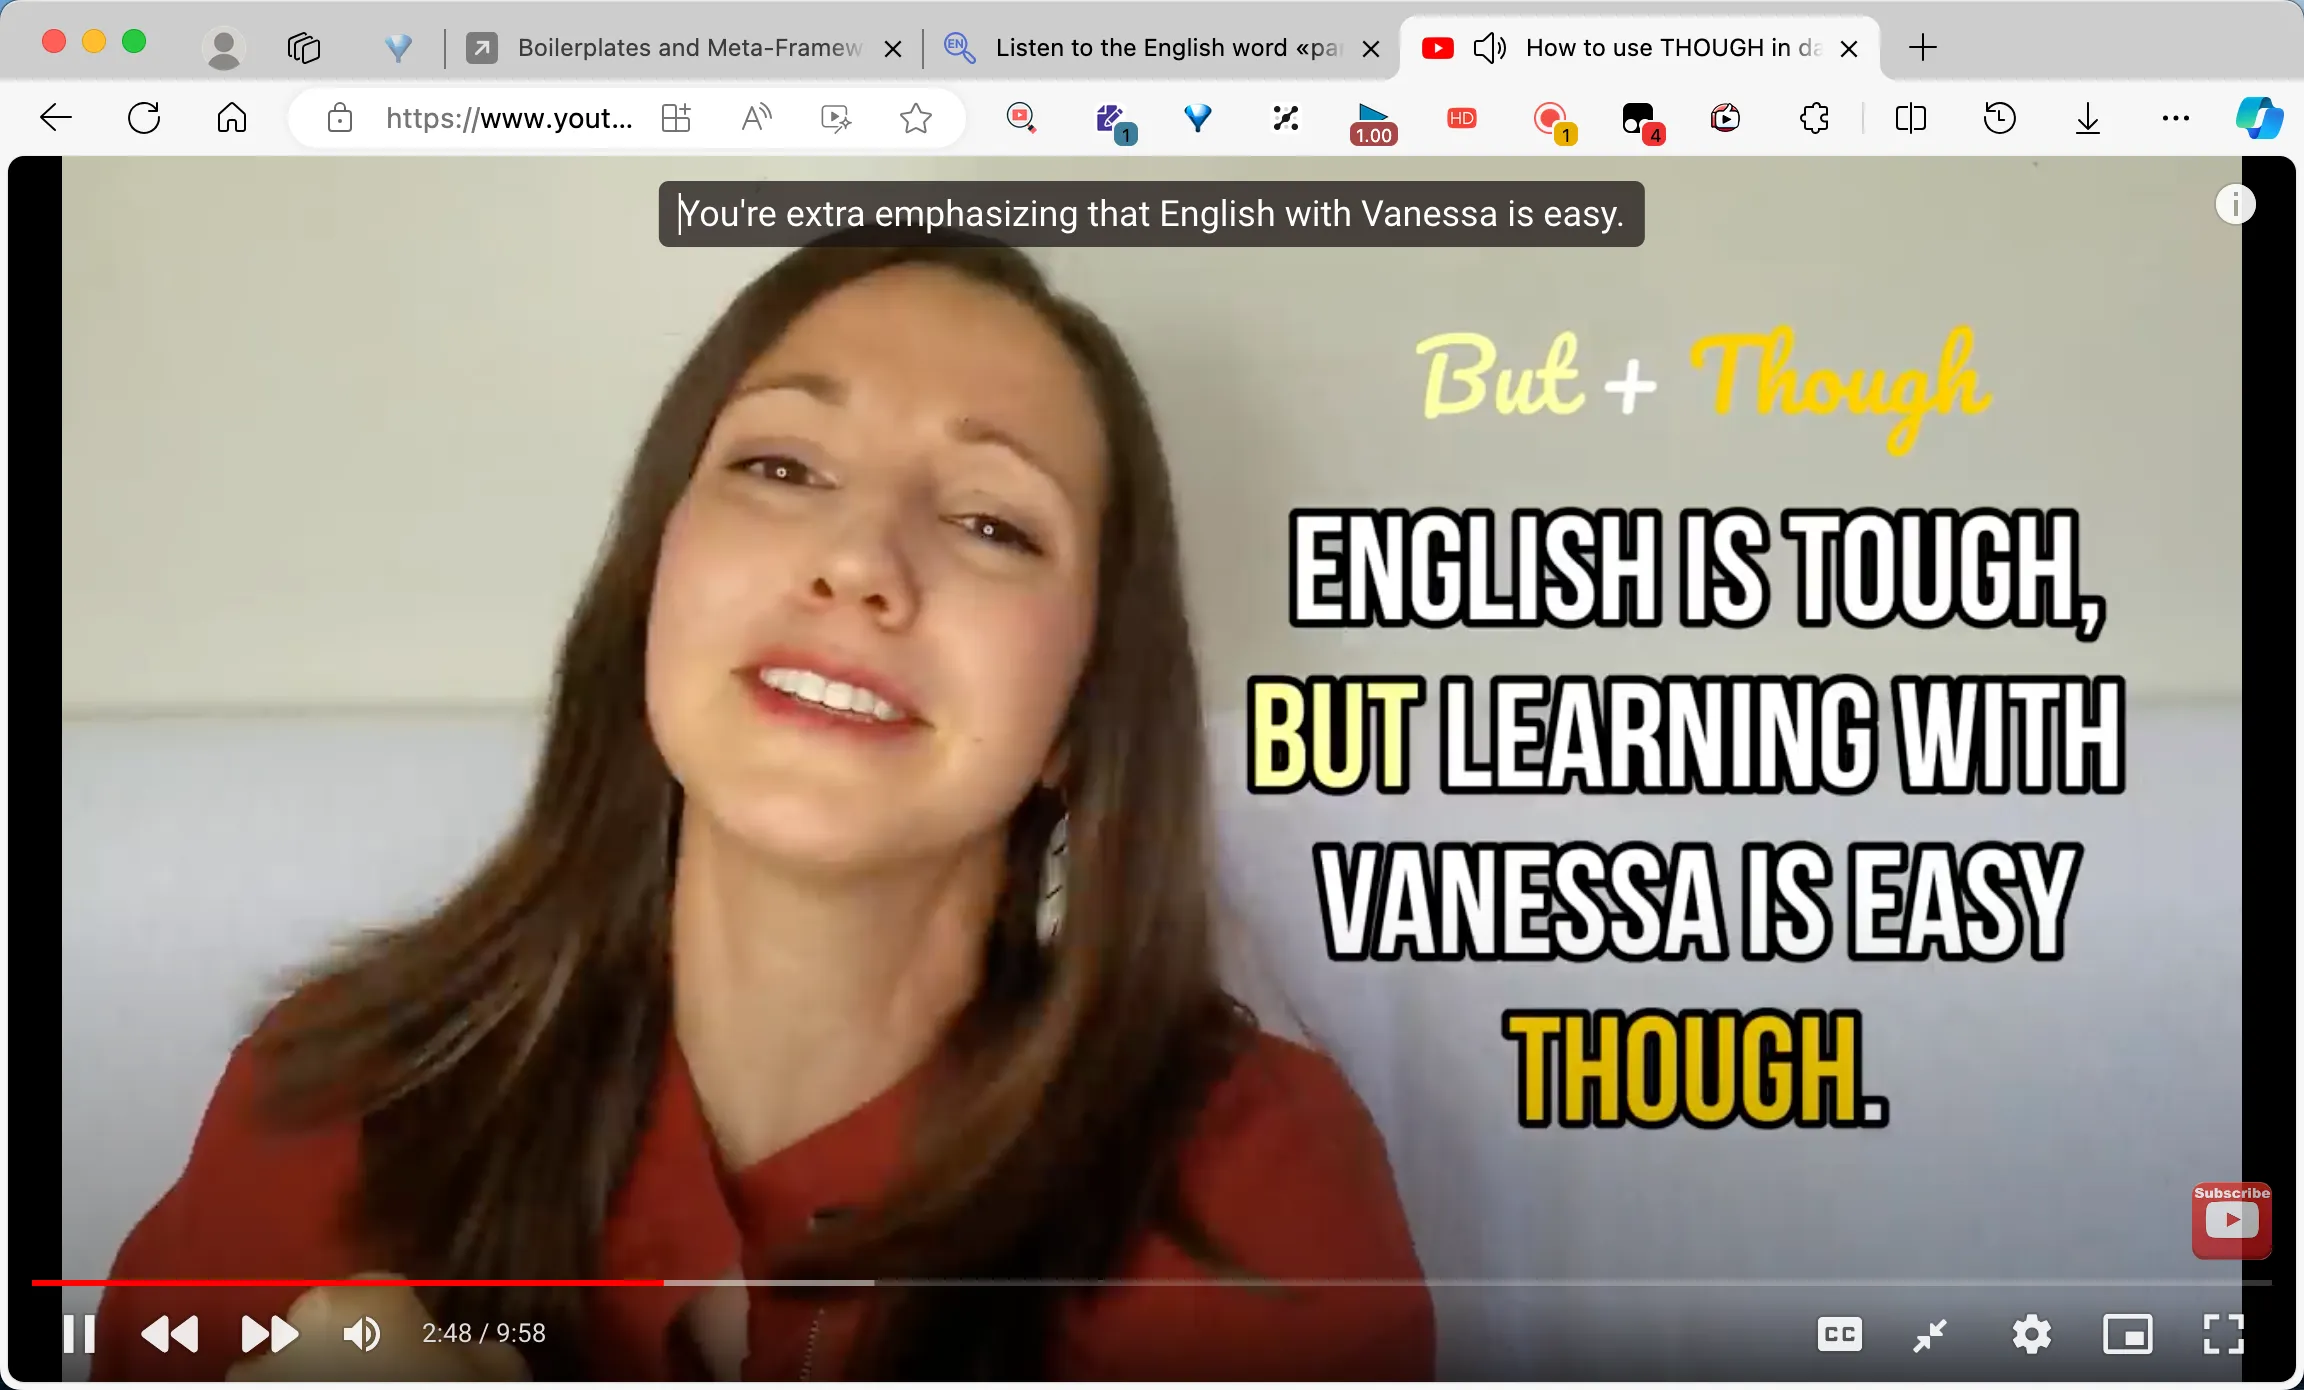 Boilerplates and Meta-Framew
EN
Listen to the English word «pa
How to use THOUGH in da
https://www.yout...
1
1.00
HD
1
4
You're extra emphasizing that English with Vanessa is easy.
But + Though
ENGLISH IS TOUGH,
BUT LEARNING WITH
VANESSA IS EASY
THOUGH.
Subscribe
2:48 / 9:58
CC